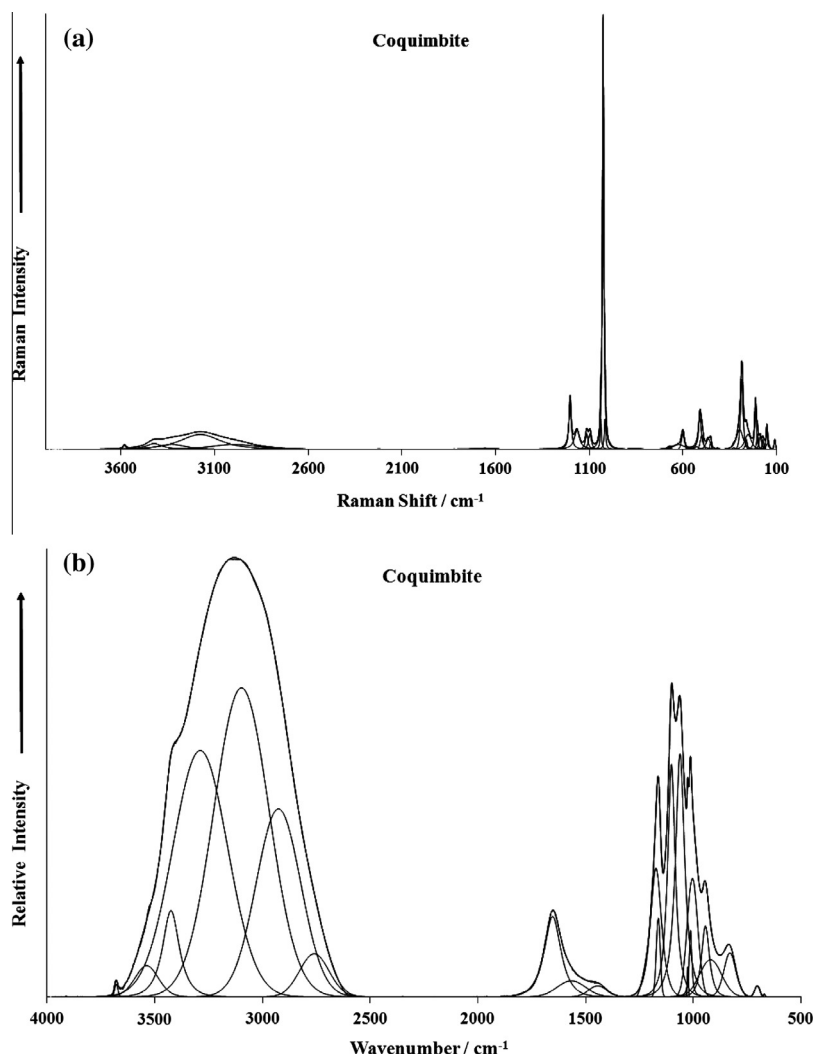 (a)
Coquimbite
Raman Intensity
3600 3100 2600 2100 1600 1100 600 100
Raman Shift / cm-1
(b)
Coquimbite
Relative Intensity
4000 3500 3000 2500 2000 1500 1000 500
Wavenumber / cm-1